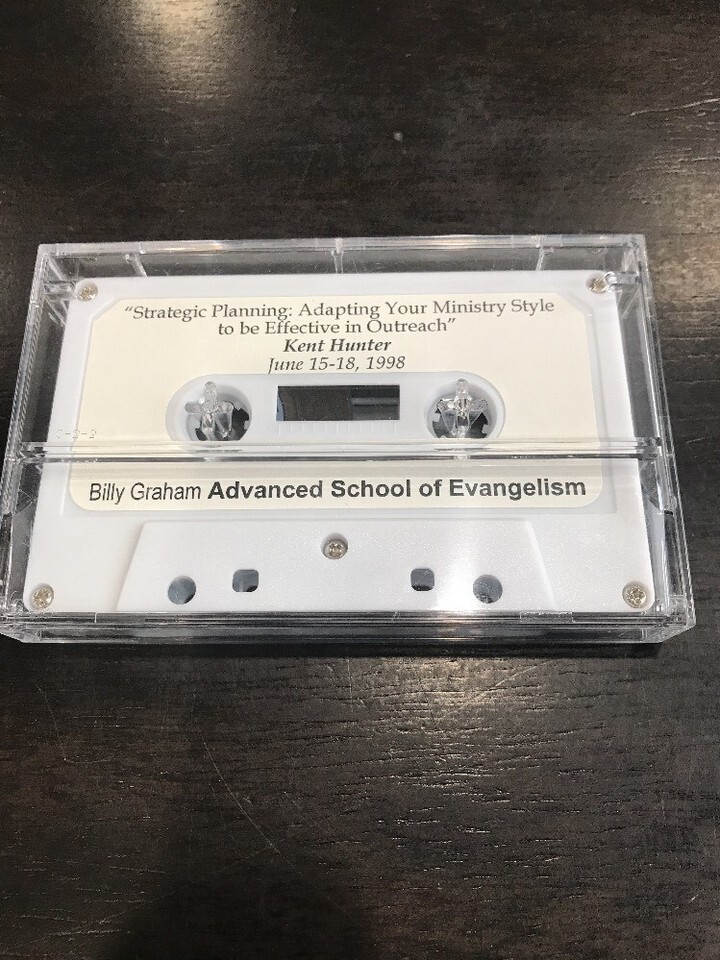 “Strategic Planning: Adapting Your Ministry Style
to be Effective in Outreach”
Kent Hunter
June 15-18, 1998
Billy Graham Advanced School of Evangelism